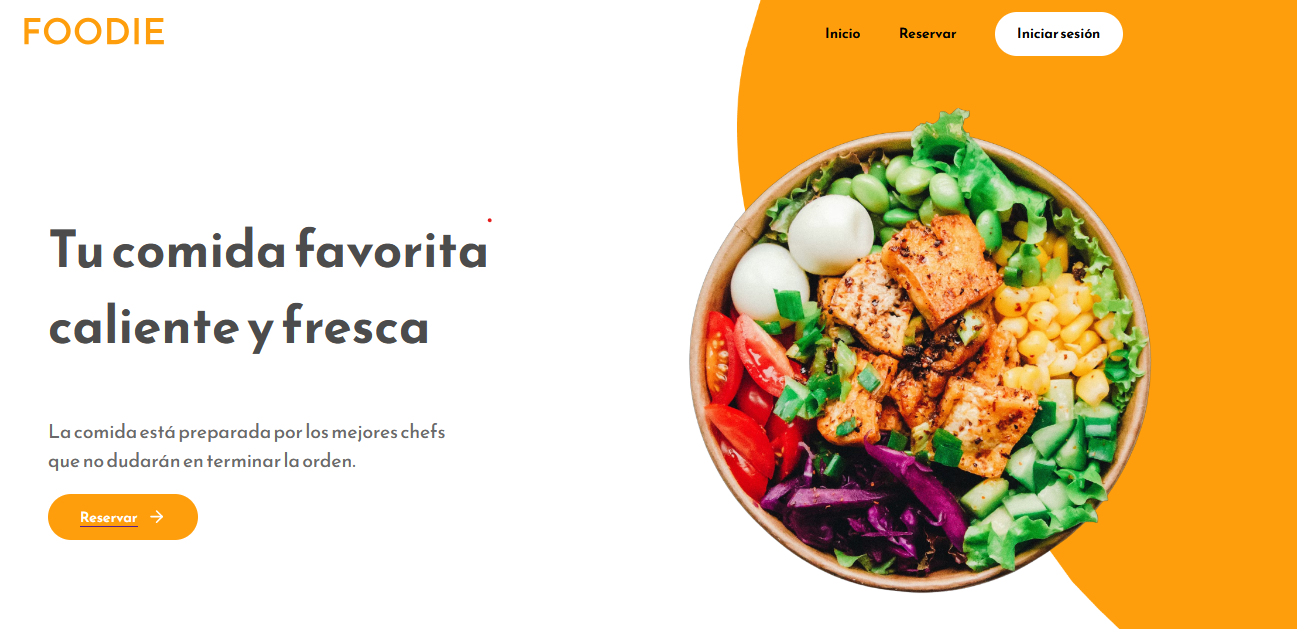 FOODIE
Inicio
Reservar
Iniciar sesión
Tu comida favorita
caliente y fresca
La comida está preparada por los mejores chefs
que no dudarán en terminar la orden.
Reservar →